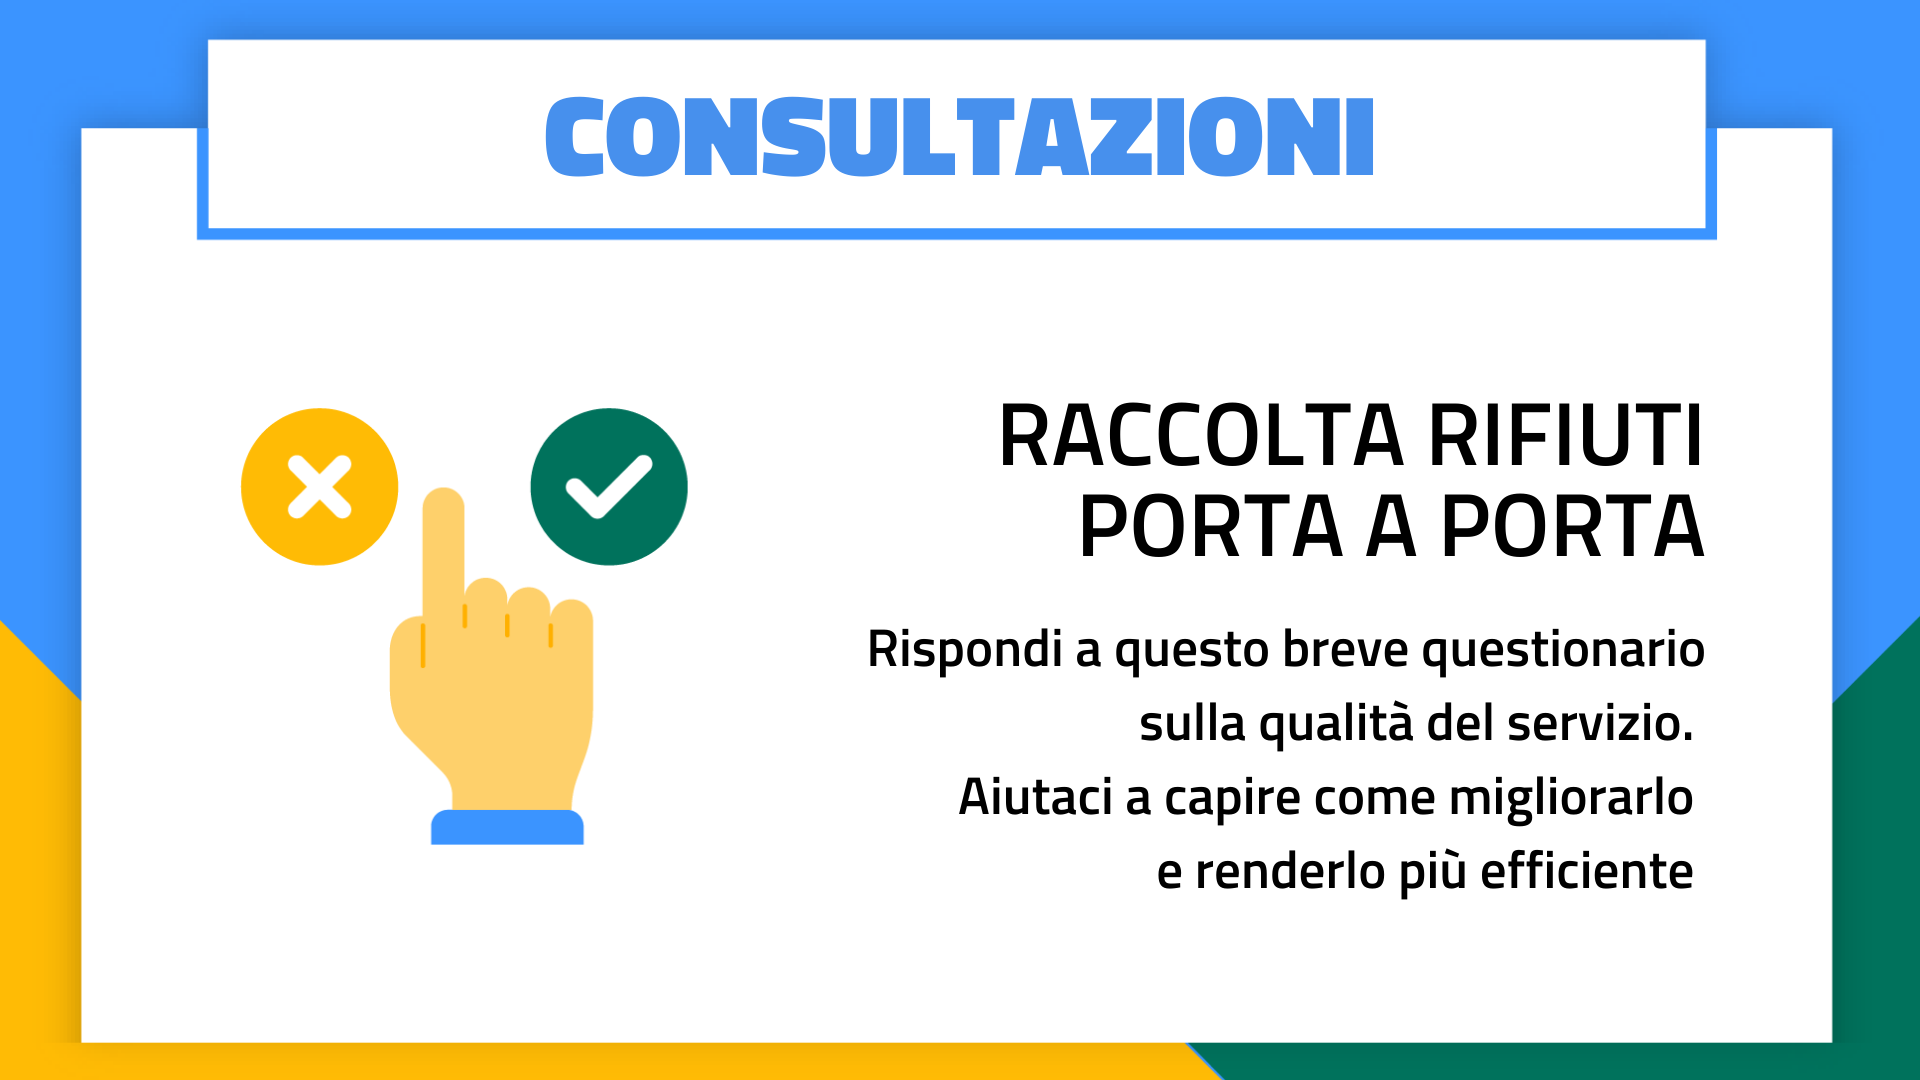 CONSULTAZIONI
RACCOLTA RIFIUTI
PORTA A PORTA
Rispondi a questo breve questionario
sulla qualità del servizio.
Aiutaci a capire come migliorarlo
e renderlo più efficiente